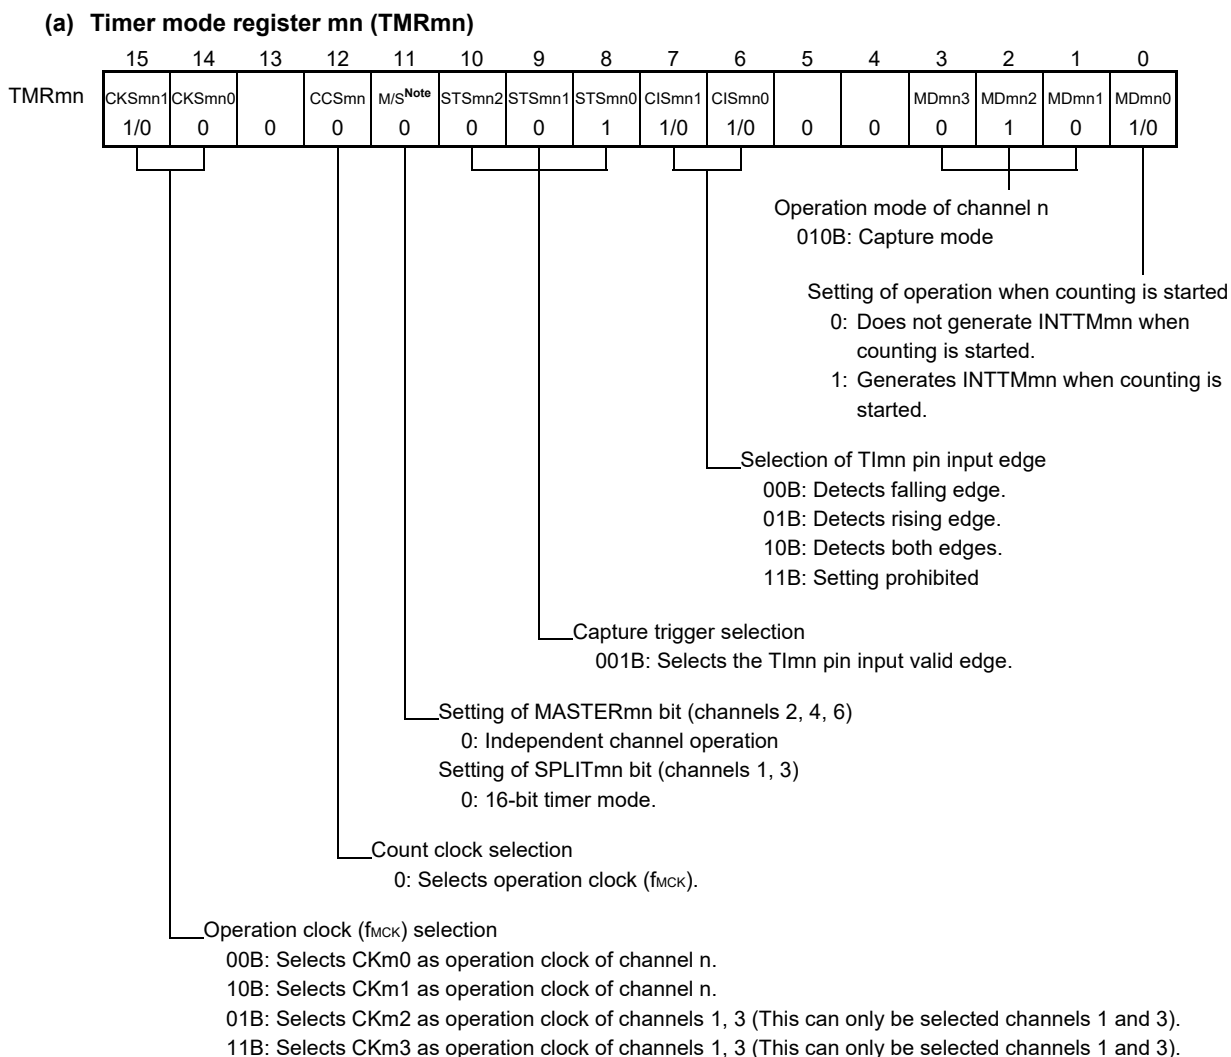 (a) Timer mode register mn (TMRmn)
15 14 13 12 11 10 9 8 7 6 5 4 3 2 1 0
TMRmn CKSmn1 CKSmn0 CCSmn M/SNote STSmn2 STSmn1 STSmn0 CISmn1 CISmn0 MDmn3 MDmn2 MDmn1 MDmn0
1/0 0 0 0 0 0 0 1 1/0 1/0 0 0 0 1 0 1/0
Operation mode of channel n
010B: Capture mode
Setting of operation when counting is started
0: Does not generate INTTMmn when
counting is started.
1: Generates INTTMmn when counting is
started.
Selection of TImn pin input edge
00B: Detects falling edge.
01B: Detects rising edge.
10B: Detects both edges.
11B: Setting prohibited
Capture trigger selection
001B: Selects the TImn pin input valid edge.
Setting of MASTERmn bit (channels 2, 4, 6)
0: Independent channel operation
Setting of SPLITmn bit (channels 1, 3)
0: 16-bit timer mode.
Count clock selection
0: Selects operation clock (fMCK).
Operation clock (fMCK) selection
00B: Selects CKm0 as operation clock of channel n.
10B: Selects CKm1 as operation clock of channel n.
01B: Selects CKm2 as operation clock of channels 1, 3 (This can only be selected channels 1 and 3).
11B: Selects CKm3 as operation clock of channels 1, 3 (This can only be selected channels 1 and 3).